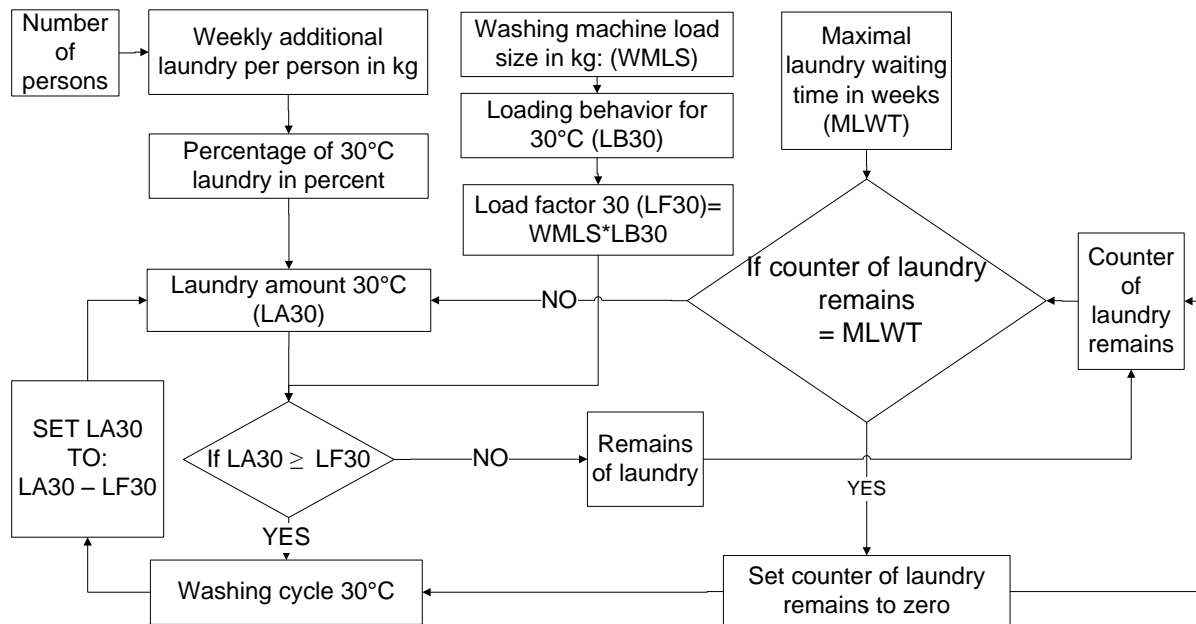 Number
of
persons
Weekly additional
laundry per person in kg
Washing machine load
size in kg: (WMLS)
Maximal
laundry waiting
time in weeks
(MLWT)
Loading behavior for
30°C (LB30)
Percentage of 30°C
laundry in percent
Load factor 30 (LF30)=
WMLS*LB30
If counter of laundry
remains
= MLWT
Counter
of
laundry
remains
Laundry amount 30°C
(LA30)
NO
SET LA30
TO:
LA30 – LF30
If LA30 ≥ LF30
NO
Remains
of laundry
YES
YES
Washing cycle 30°C
Set counter of laundry
remains to zero